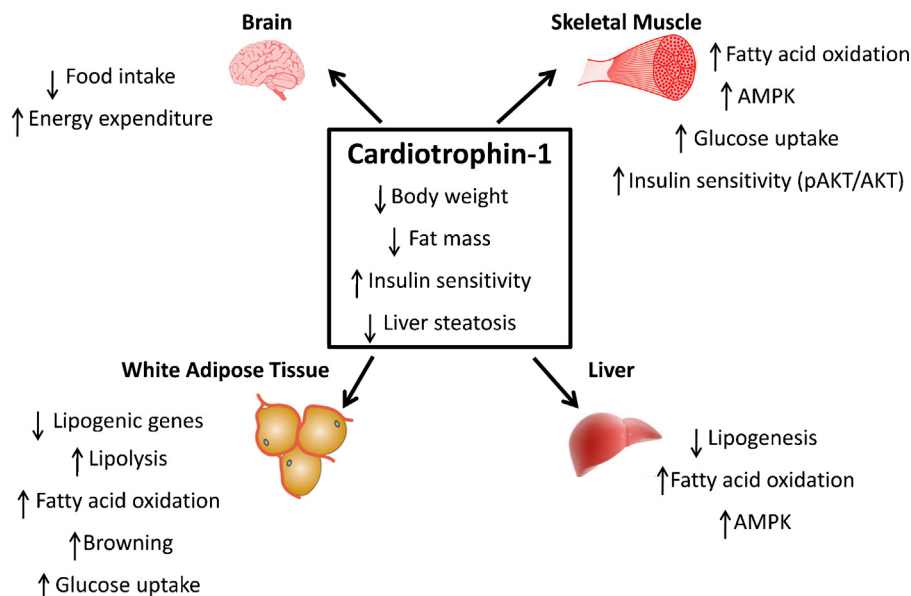 Brain
↓ Food intake
↑ Energy expenditure
Skeletal Muscle
↑ Fatty acid oxidation
↑ AMPK
↑ Glucose uptake
↑ Insulin sensitivity (pAKT/AKT)
Cardiotrophin-1
↓ Body weight
↓ Fat mass
↑ Insulin sensitivity
↓ Liver steatosis
White Adipose Tissue
↓ Lipogenic genes
↑ Lipolysis
↑ Fatty acid oxidation
↑ Browning
↑ Glucose uptake
Liver
↓ Lipogenesis
↑ Fatty acid oxidation
↑ AMPK